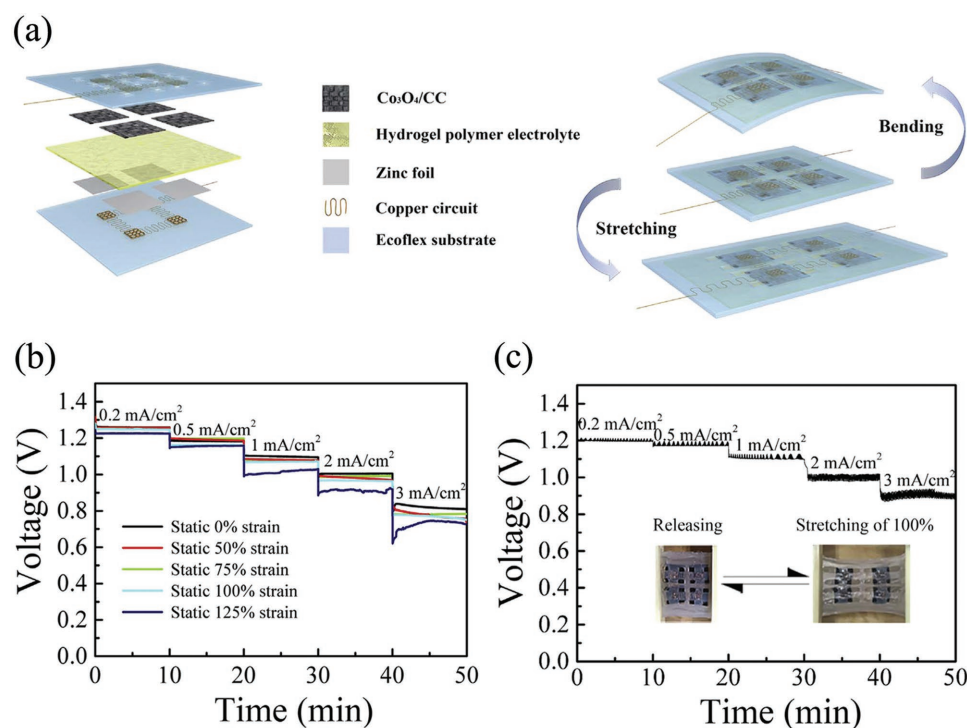 (a)
Co₃O₄/CC
Hydrogel polymer electrolyte
Zinc foil
Copper circuit
Ecoflex substrate
Bending
Stretching
(b)
Voltage (V)
1.4
1.2
1.0
0.8
0.6
0.4
0.2
0.0
0.2 mA/cm²
0.5 mA/cm²
1 mA/cm²
2 mA/cm²
3 mA/cm²
Static 0% strain
Static 50% strain
Static 75% strain
Static 100% strain
Static 125% strain
0 10 20 30 40 50
Time (min)
(c)
Voltage (V)
1.4
1.2
1.0
0.8
0.6
0.4
0.2
0.0
0.2 mA/cm²
0.5 mA/cm²
1 mA/cm²
2 mA/cm²
3 mA/cm²
Releasing
Stretching of 100%
0 10 20 30 40 50
Time (min)